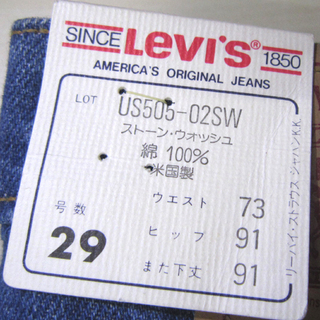 SINCE Levi's® 1850
AMERICA'S ORIGINAL JEANS
LOT US505-02SW
ストーン・ウォッシュ
綿 100%
米国製
号数 29
ウエスト 73
ヒップ 91
また下丈 91
リーバイ・ストラウス ジャパンK.K.